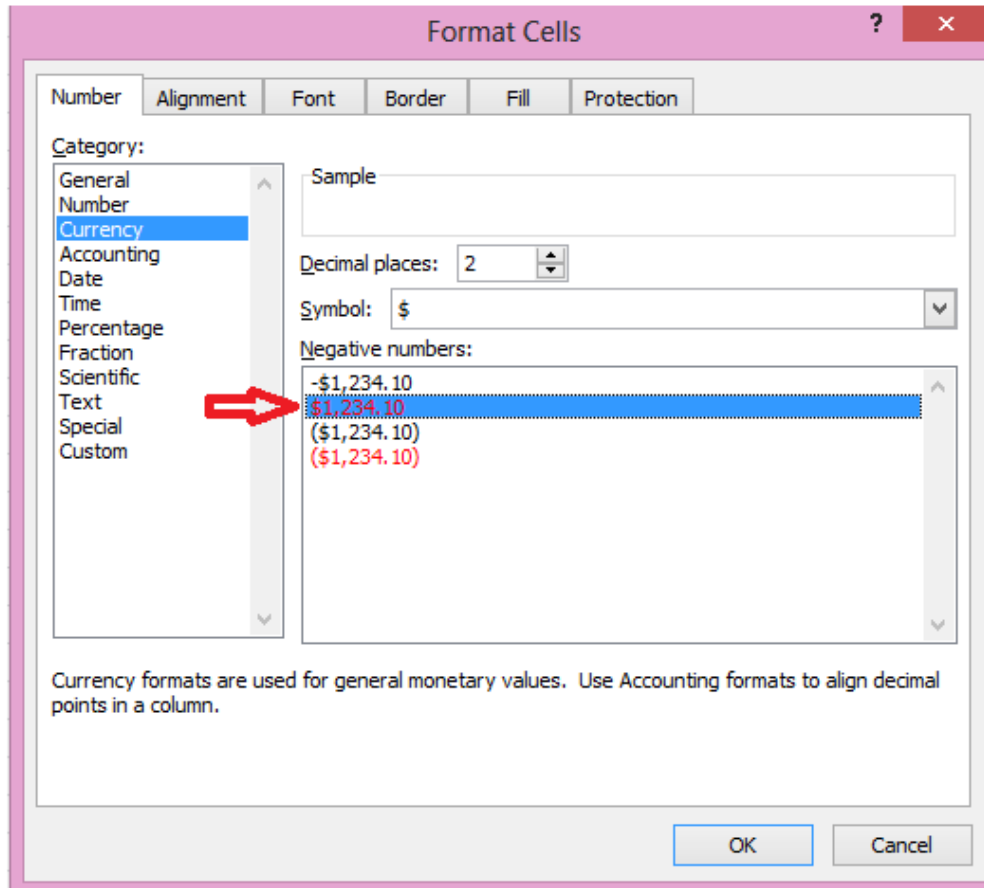 Format Cells
?
Number Alignment Font Border Fill Protection
Category:
General
Number
Currency
Accounting
Date
Time
Percentage
Fraction
Scientific
Text
Special
Custom
Sample
Decimal places: 2
Symbol: $
Negative numbers:
-$1,234.10
$1,234.10
($1,234.10)
($1,234.10)
Currency formats are used for general monetary values.  Use Accounting formats to align decimal
points in a column.
OK Cancel